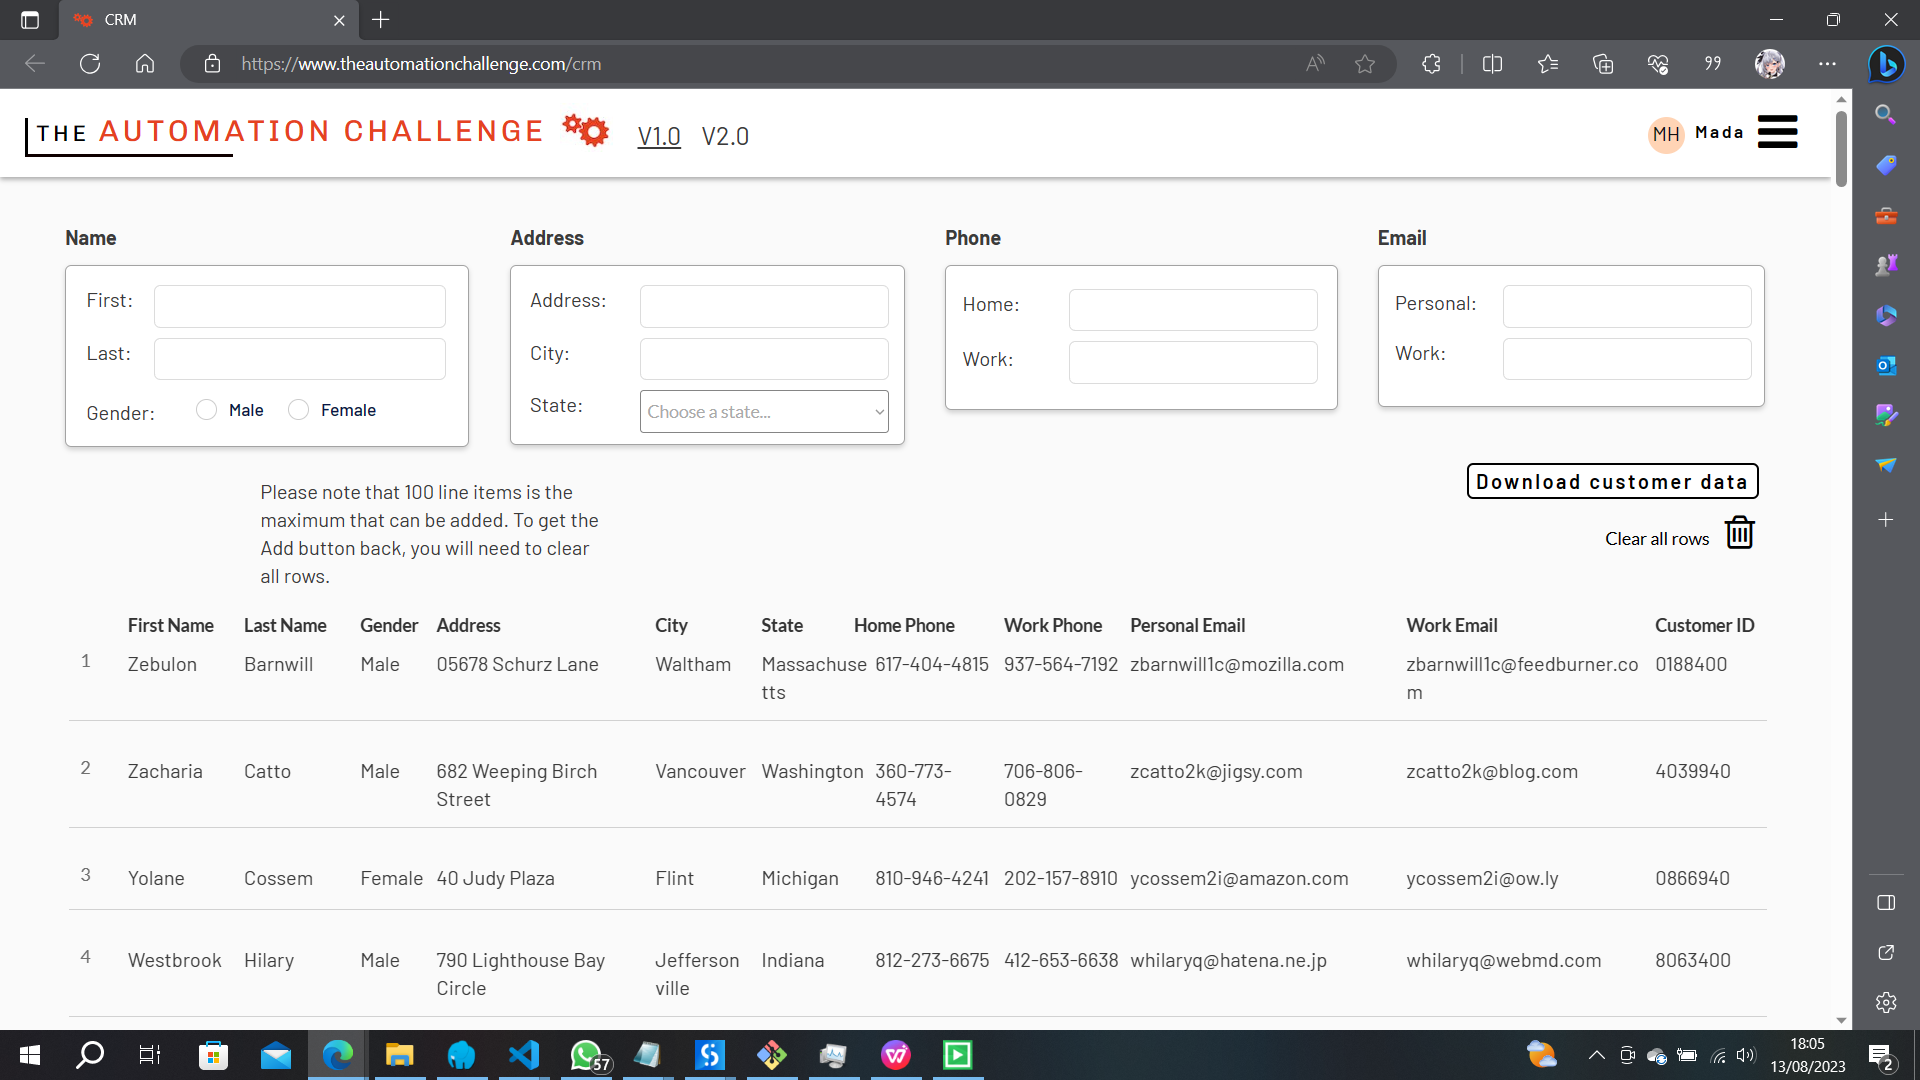 CRM
https://www.theautomationchallenge.com/crm
THE AUTOMATION CHALLENGE V1.0 V2.0 MH Mada
Name Address Phone Email
First: Address: Home: Personal:
Last: City: Work: Work:
Gender: Male Female State: Choose a state...
Please note that 100 line items is the
maximum that can be added. To get the
Add button back, you will need to clear
all rows.
Download customer data
Clear all rows
First Name Last Name Gender Address City State Home Phone Work Phone Personal Email Work Email Customer ID
1 Zebulon Barnwill Male 05678 Schurz Lane Waltham Massachuse 617-404-4815 937-564-7192 zbarnwill1c@mozilla.com zbarnwill1c@feedburner.co 0188400
tts m
2 Zacharia Catto Male 682 Weeping Birch Vancouver Washington 360-773- 706-806- zcatto2k@jigsy.com zcatto2k@blog.com 4039940
Street 4574 0829
3 Yolane Cossem Female 40 Judy Plaza Flint Michigan 810-946-4241 202-157-8910 ycossem2i@amazon.com ycossem2i@ow.ly 0866940
4 Westbrook Hilary Male 790 Lighthouse Bay Jefferson Indiana 812-273-6675 412-653-6638 whilaryq@hatena.ne.jp whilaryq@webmd.com 8063400
Circle ville
57
18:05
13/08/2023
2